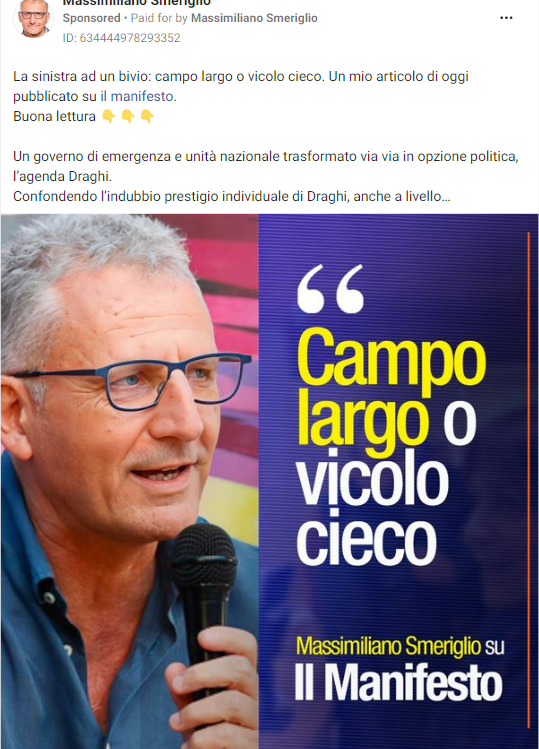 Massimiliano Smeriglio
Sponsored • Paid for by Massimiliano Smeriglio
ID: 634444978293352
La sinistra ad un bivio: campo largo o vicolo cieco. Un mio articolo di oggi
pubblicato su il manifesto.
Buona lettura 👇👇👇
Un governo di emergenza e unità nazionale trasformato via via in opzione politica,
l'agenda Draghi.
Confondendo l'indubbio prestigio individuale di Draghi, anche a livello...
“
Campo
largo o
vicolo
cieco
Massimiliano Smeriglio su
Il Manifesto